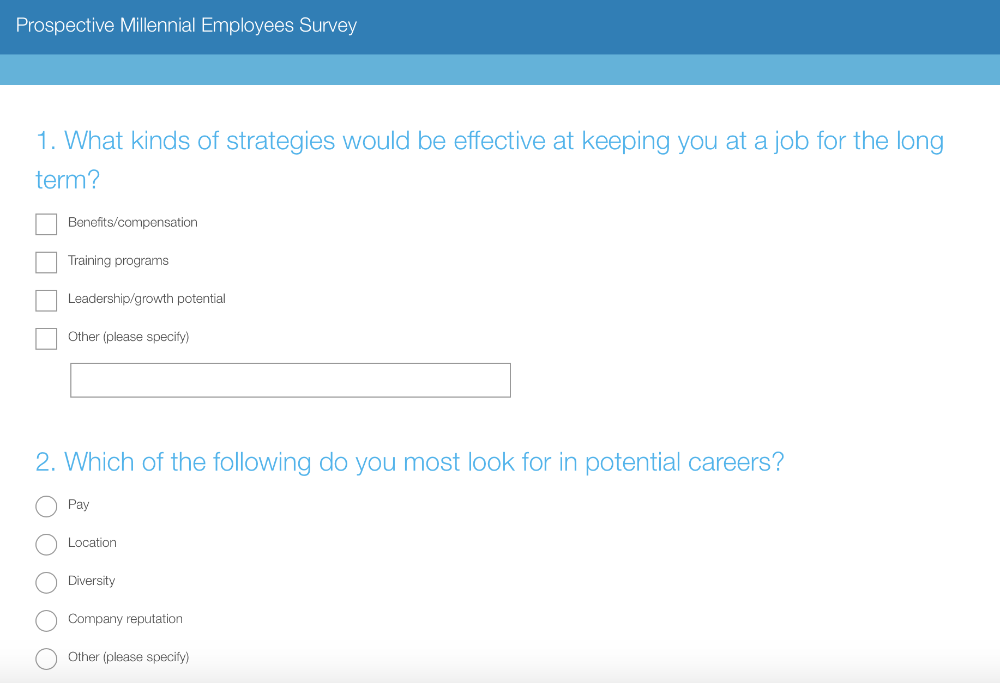 Prospective Millennial Employees Survey
1. What kinds of strategies would be effective at keeping you at a job for the long
term?
Benefits/compensation
Training programs
Leadership/growth potential
Other (please specify)
2. Which of the following do you most look for in potential careers?
Pay
Location
Diversity
Company reputation
Other (please specify)